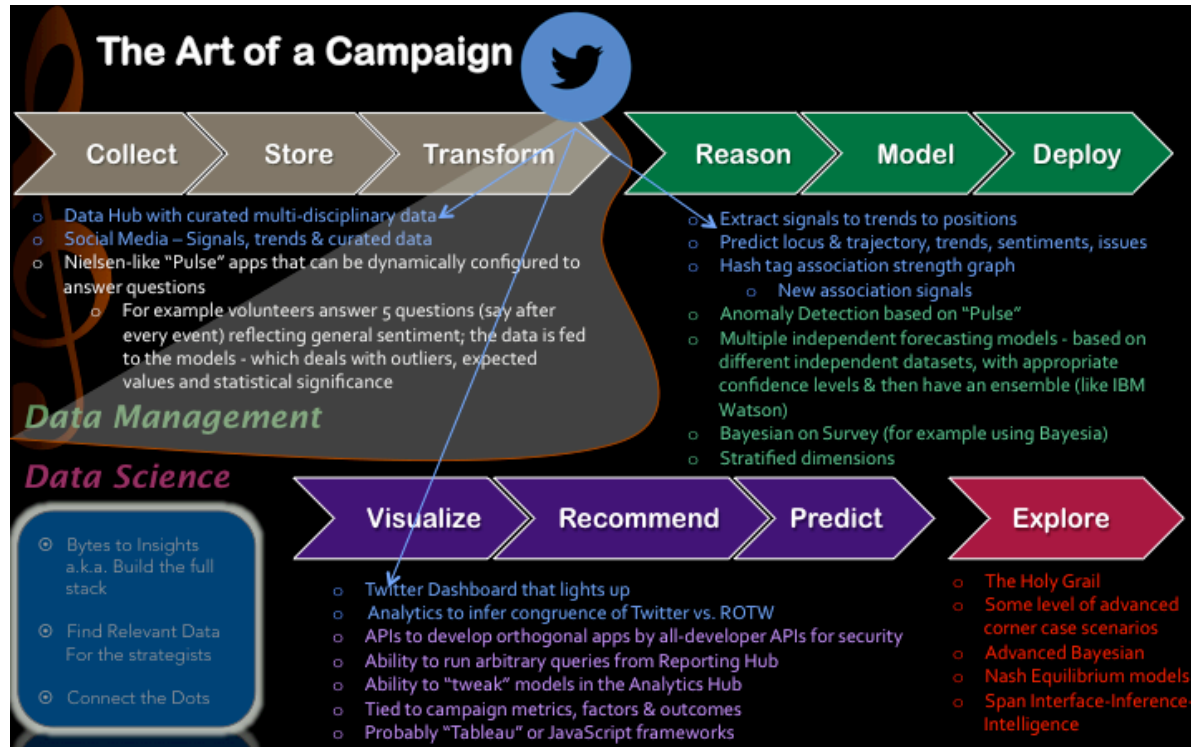 The Art of a Campaign
Collect
Store
Transform
Reason
Model
Deploy
o Data Hub with curated multi-disciplinary data
o Social Media – Signals, trends & curated data
o Nielsen-like “Pulse” apps that can be dynamically configured to
answer questions
o For example volunteers answer 5 questions (say after
every event) reflecting general sentiment; the data is fed
to the models - which deals with outliers, expected
values and statistical significance
Data Management
o Extract signals to trends to positions
o Predict locus & trajectory, trends, sentiments, issues
o Hash tag association strength graph
o New association signals
o Anomaly Detection based on “Pulse”
o Multiple independent forecasting models - based on
different independent datasets, with appropriate
confidence levels & then have an ensemble (like IBM
Watson)
o Bayesian on Survey (for example using Bayesia)
o Stratified dimensions
Data Science
Bytes to Insights
a.k.a. Build the full
stack
Find Relevant Data
For the strategists
Connect the Dots
Visualize
Recommend
Predict
o Twitter Dashboard that lights up
o Analytics to infer congruence of Twitter vs. ROTW
o APIs to develop orthogonal apps by all-developer APIs for security
o Ability to run arbitrary queries from Reporting Hub
o Ability to “tweak” models in the Analytics Hub
o Tied to campaign metrics, factors & outcomes
o Probably “Tableau” or JavaScript frameworks
Explore
o The Holy Grail
o Some level of advanced
corner case scenarios
o Advanced Bayesian
o Nash Equilibrium models
o Span Interface-Inference-
Intelligence